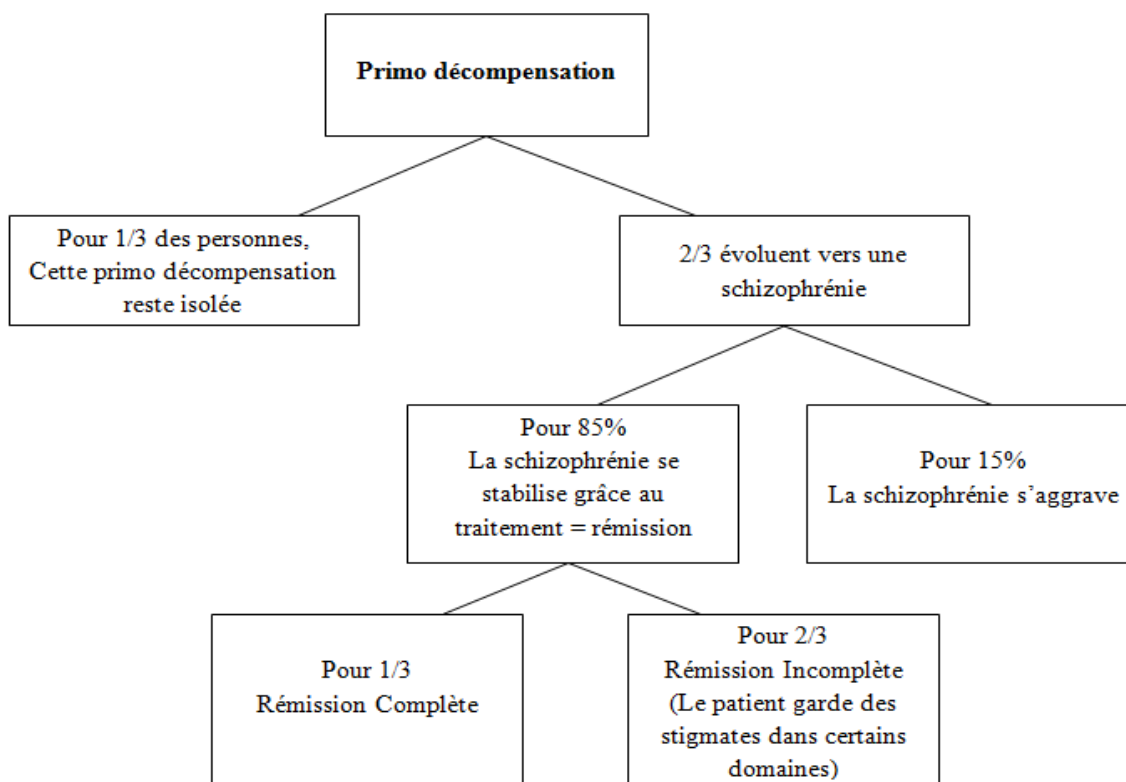 Primo décompensation
Pour 1/3 des personnes,
Cette primo décompensation
reste isolée
2/3 évoluent vers une
schizophrénie
Pour 85%
La schizophrénie se
stabilise grâce au
traitement = rémission
Pour 15%
La schizophrénie s’aggrave
Pour 1/3
Rémission Complète
Pour 2/3
Rémission Incomplète
(Le patient garde des
stigmates dans certains
domaines)